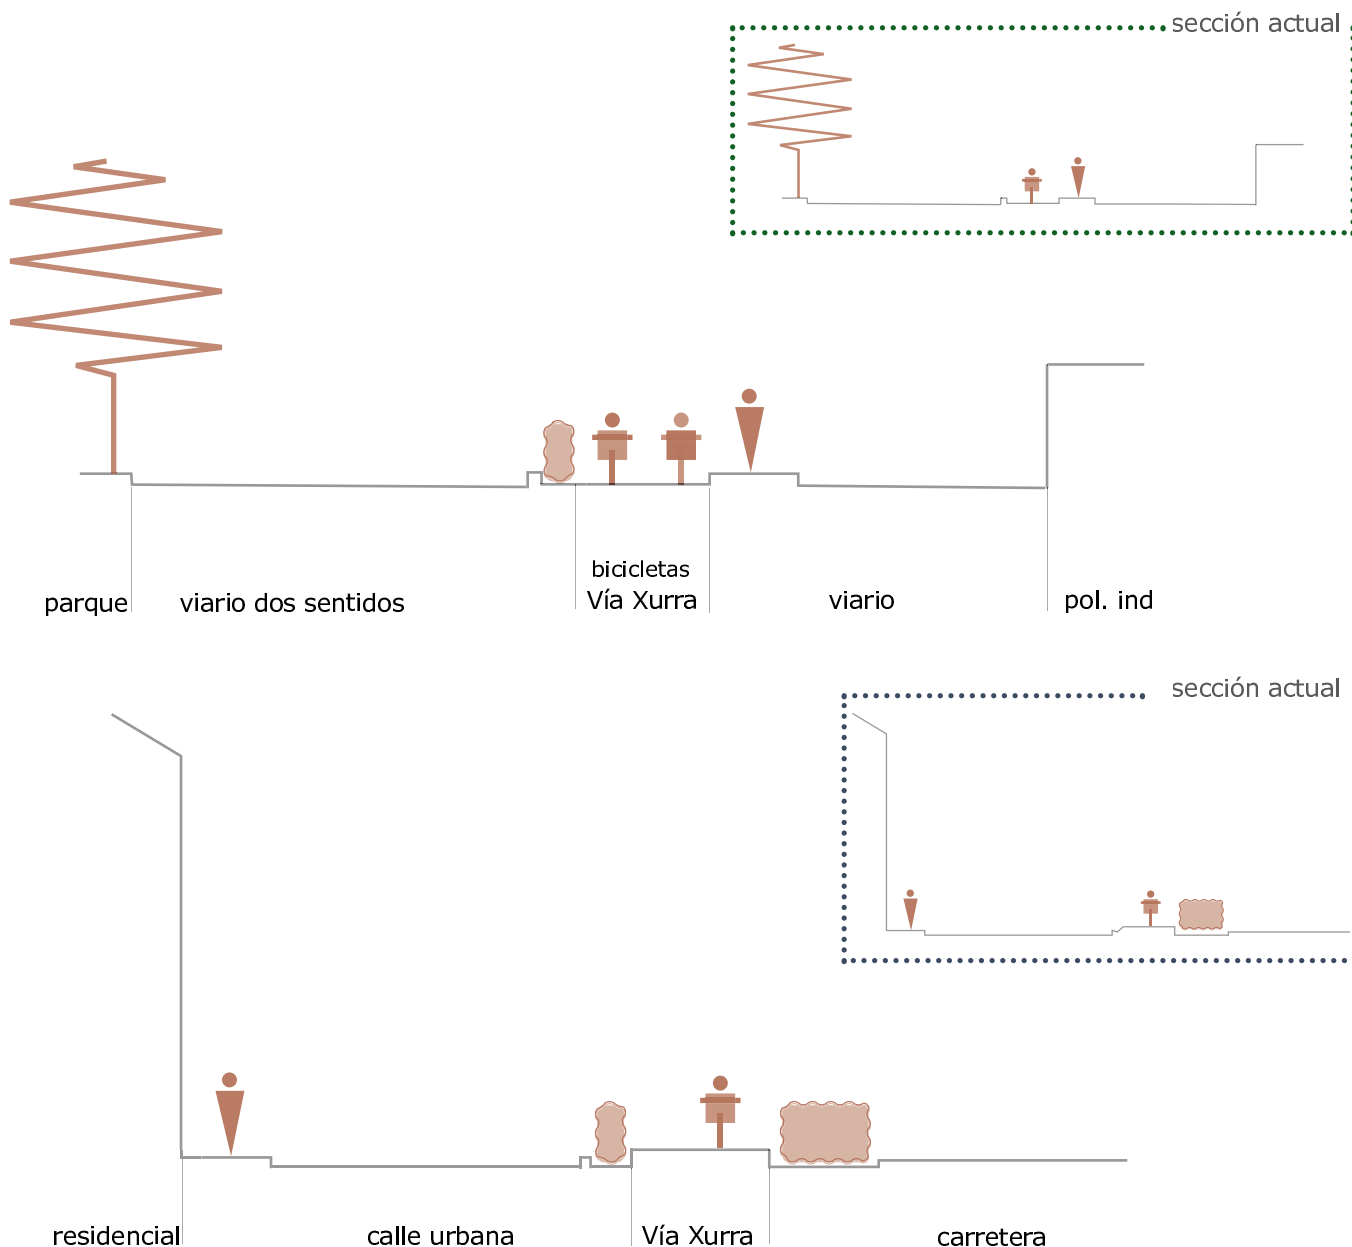 sección actual
bicicletas
parque
viario dos sentidos
Vía Xurra
viario
pol. ind
sección actual
residencial
calle urbana
Vía Xurra
carretera